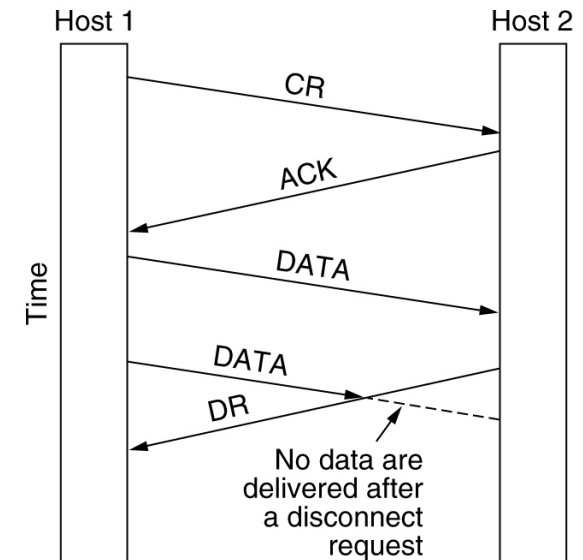 Host 1
Host 2
CR
ACK
DATA
Time
DATA
DR
No data are
delivered after
a disconnect
request